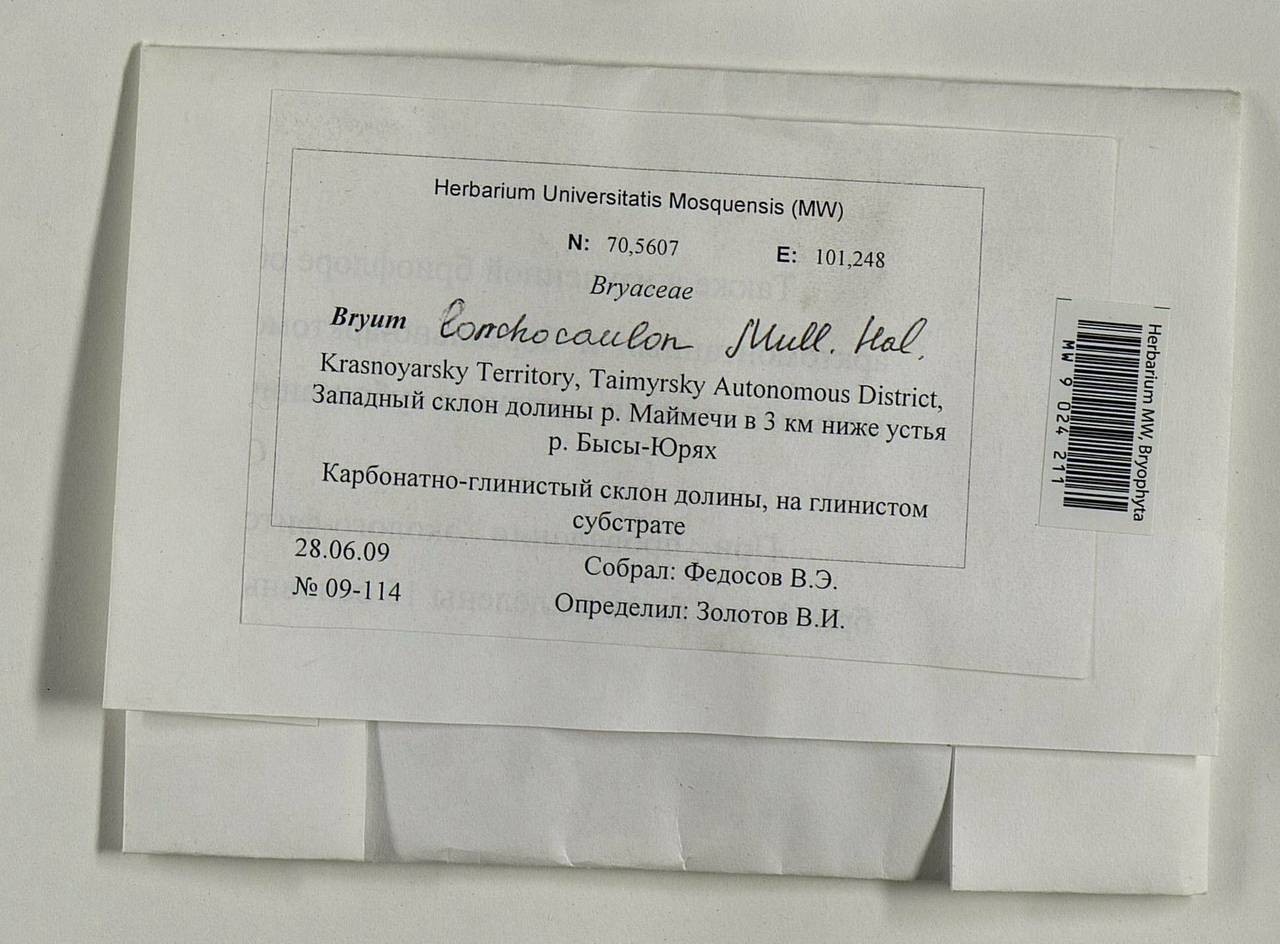 Herbarium Universitatis Mosquensis (MW)
N: 70,5607 E: 101,248
Bryaceae
Bryum lonchocaulon Mull. Hal.
Krasnoyarsky Territory, Taimyrsky Autonomous District,
Западный склон долины р. Маймечи в 3 км ниже устья
р. Бысы-Юрях
Карбонатно-глинистый склон долины, на глинистом
субстрате
28.06.09 Собрал: Федосов В.Э.
№ 09-114 Определил: Золотов В.И.
MW 9 024 211
Herbarium MW, Bryophyta